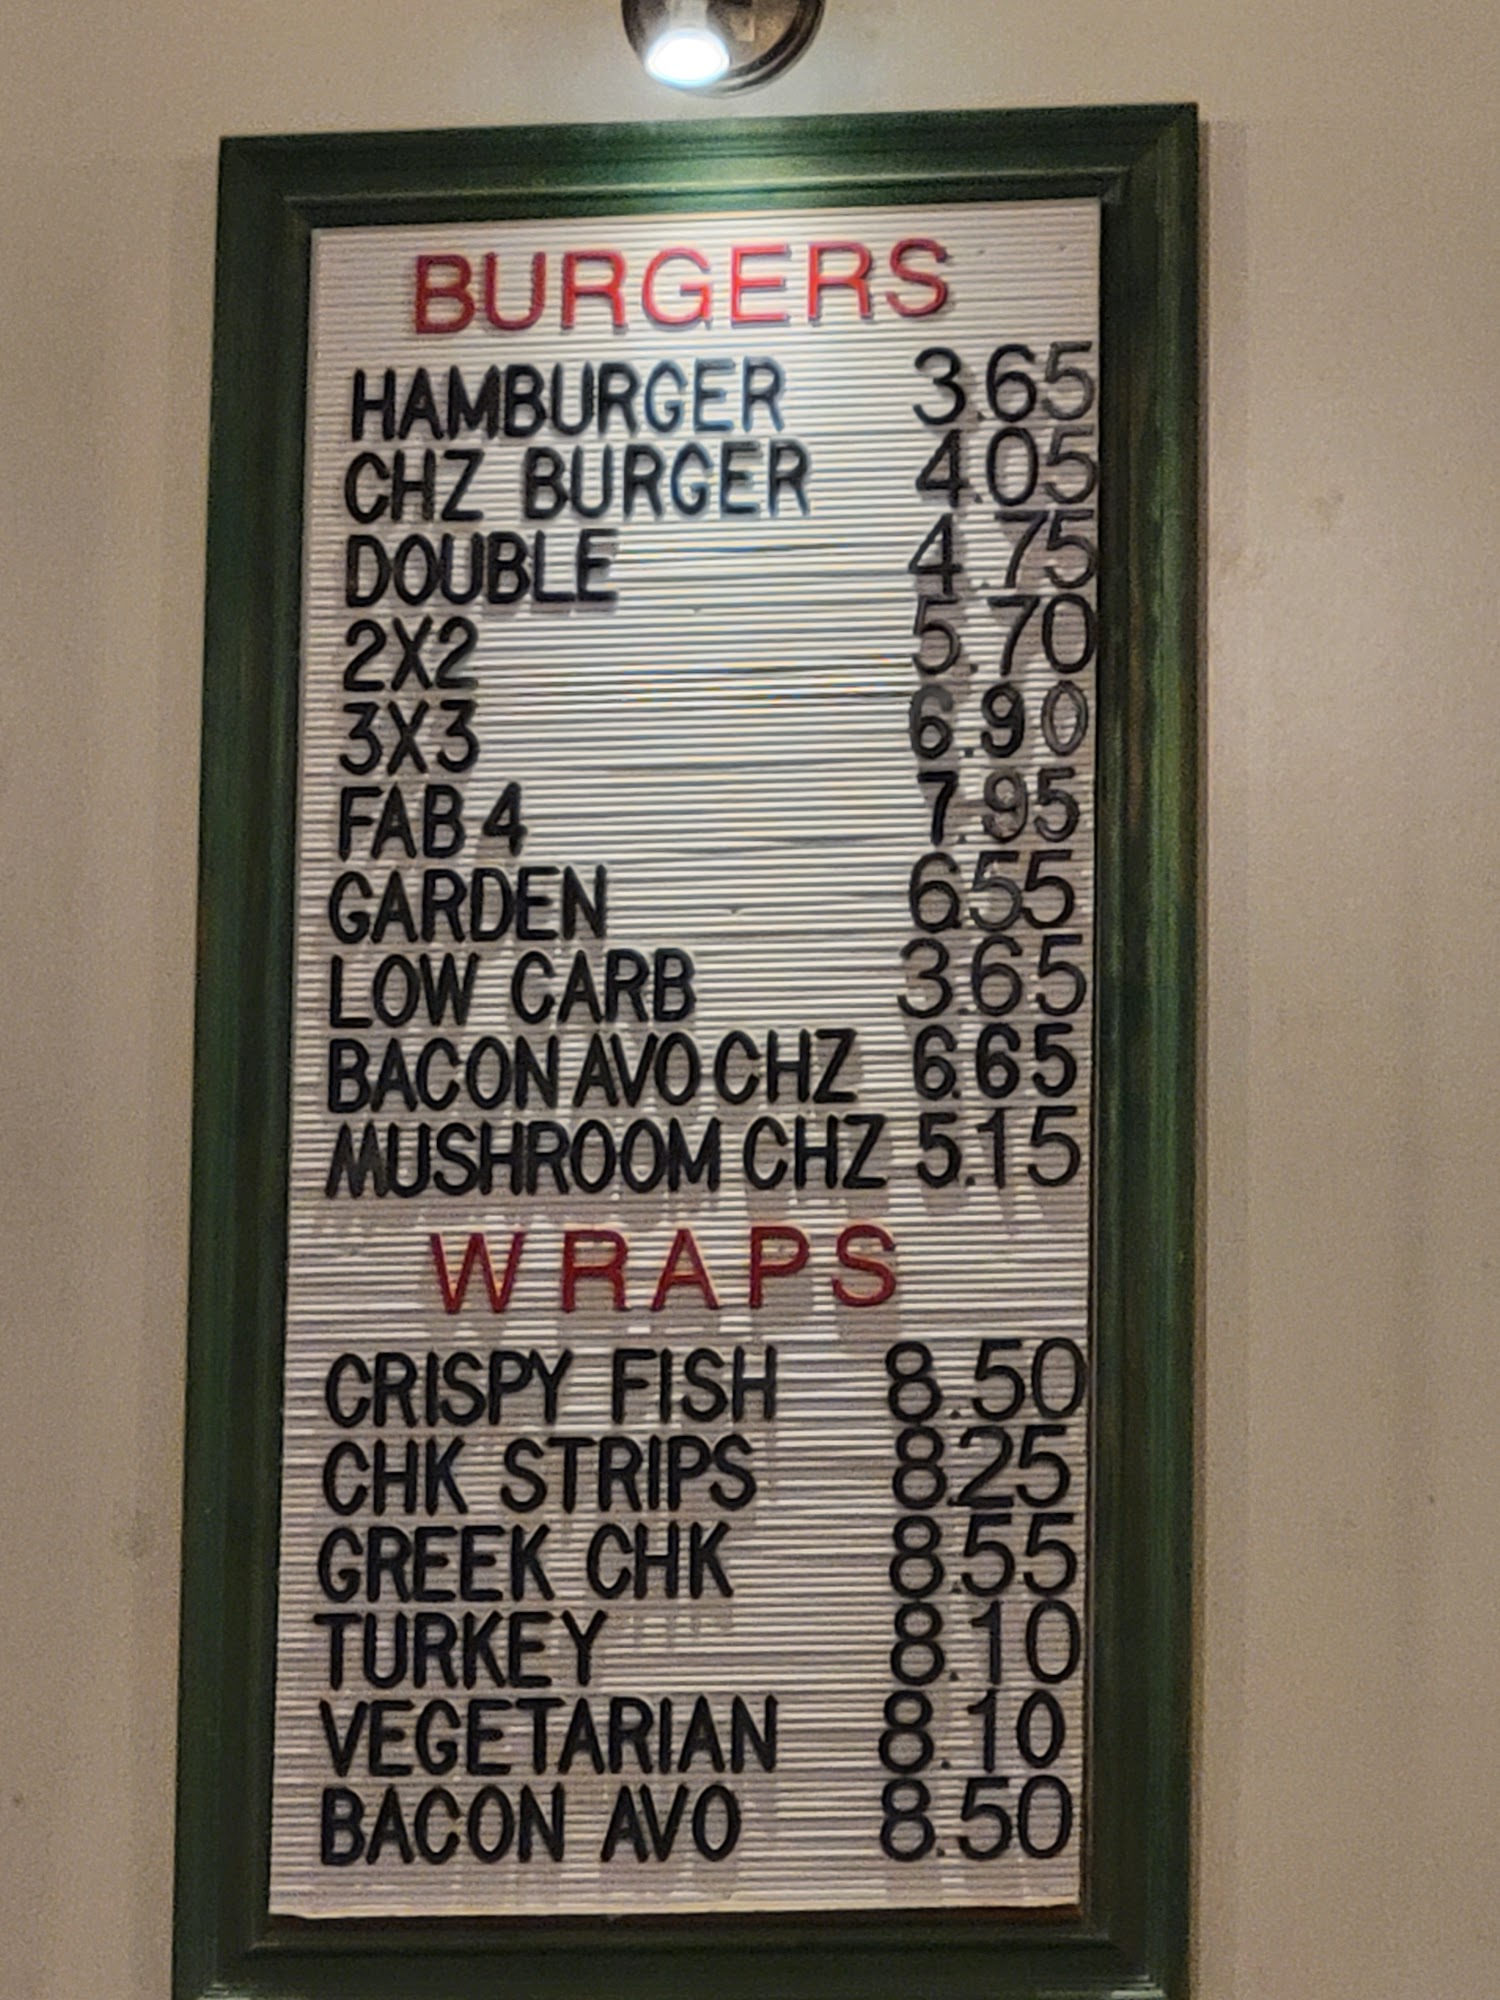 BURGERS
HAMBURGER 3.65
CHZ BURGER 4.05
DOUBLE 4.75
2X2 5.70
3X3 6.90
FAB 4 7.95
GARDEN 6.55
LOW CARB 3.65
BACON AVO CHZ 6.65
MUSHROOM CHZ 5.15
WRAPS
CRISPY FISH 8.50
CHK STRIPS 8.25
GREEK CHK 8.55
TURKEY 8.10
VEGETARIAN 8.10
BACON AVO 8.50